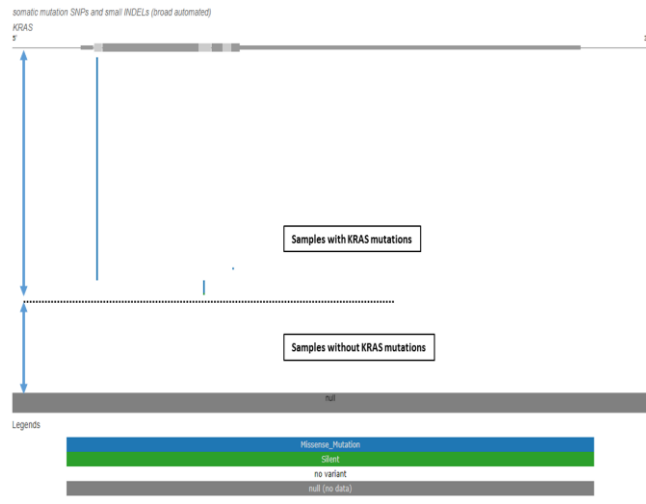 somatic mutation SNPs and small INDELs (broad automated)
KRAS
5'
Samples with KRAS mutations
Samples without KRAS mutations
null
Legends
Missense_Mutation
Silent
no variant
null (no data)